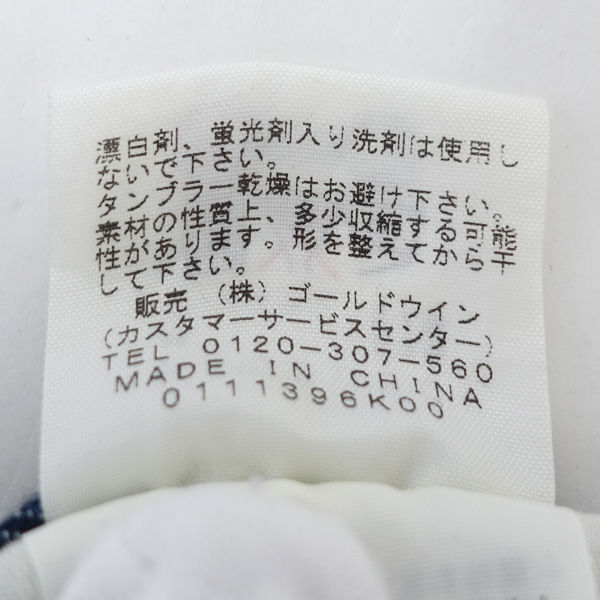 漂白剤、蛍光剤入り洗剤は使用し
ないで下さい。
タンブラー乾燥はお避け下さい。
素材の性質上、多少収縮する可能
性があります。形を整えてから干
して下さい。
販売 (株) ゴールドウイン
(カスタマーサービスセンター)
TEL 0120-307-560
MADE IN CHINA
0111396K00